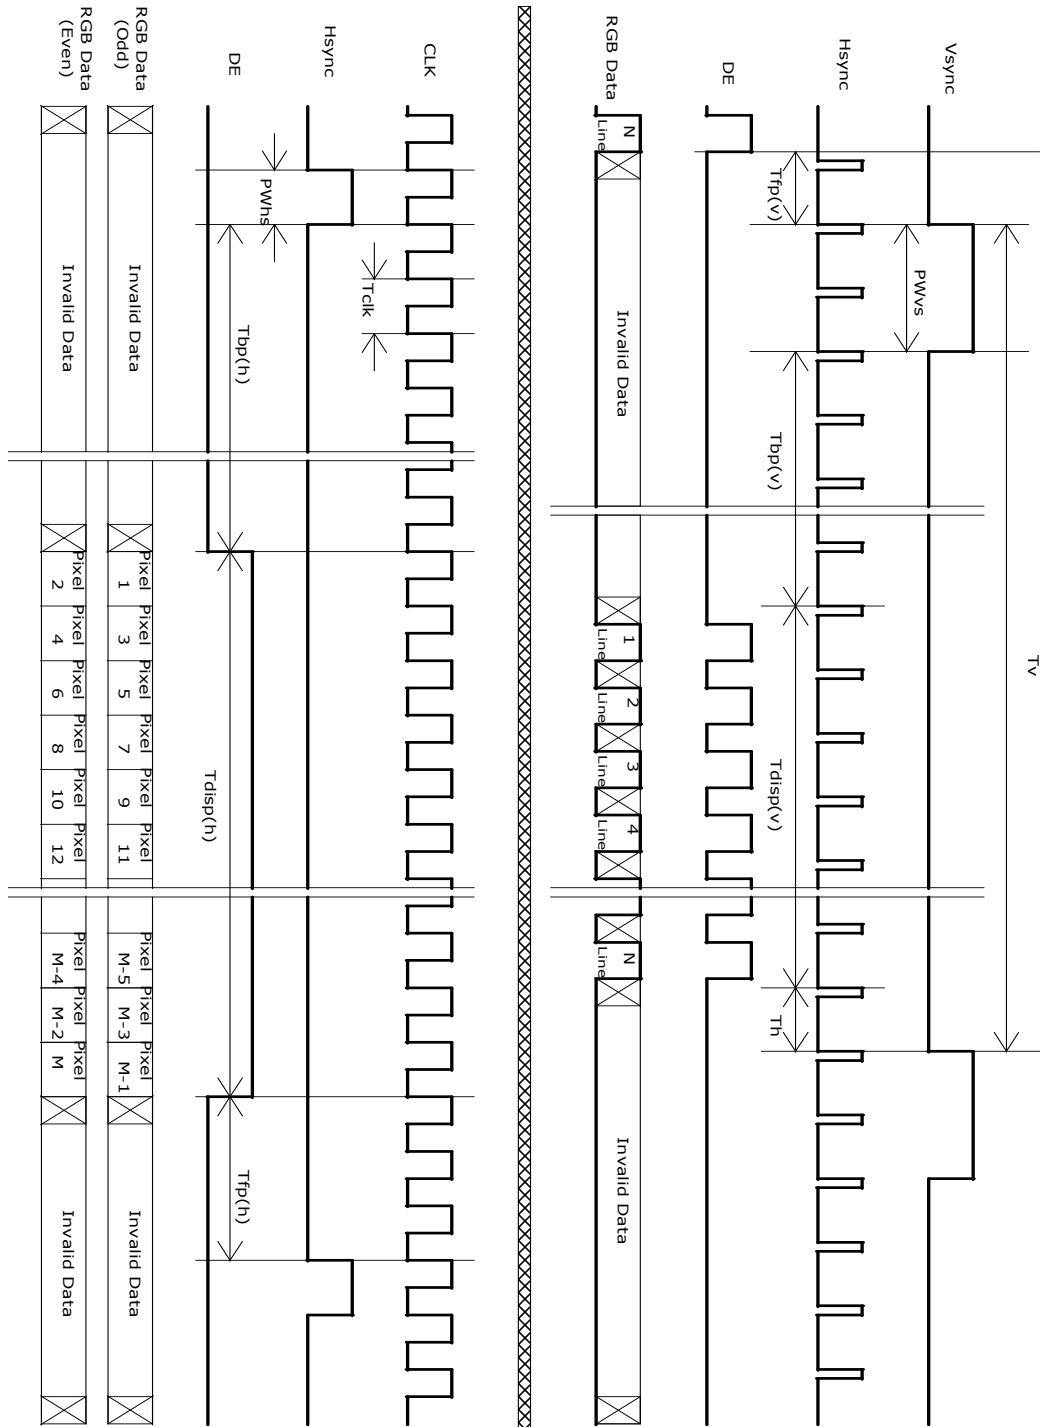 Vsync
Tv
PWvs
Hsync
Tfp(v)
Tbp(v)
Tdisp(v)
Th
DE
RGB Data
Line N
Invalid Data
Line 1
Line 2
Line 3
Line 4
Line N
Invalid Data
CLK
Tclk
Hsync
PWhs
DE
Tbp(h)
Tdisp(h)
Tfp(h)
RGB Data
(Odd)
Invalid Data
Pixel 1
Pixel 3
Pixel 5
Pixel 7
Pixel 9
Pixel 11
Pixel M-5
Pixel M-3
Pixel M-1
Invalid Data
RGB Data
(Even)
Invalid Data
Pixel 2
Pixel 4
Pixel 6
Pixel 8
Pixel 10
Pixel 12
Pixel M-4
Pixel M-2
Pixel M
Invalid Data